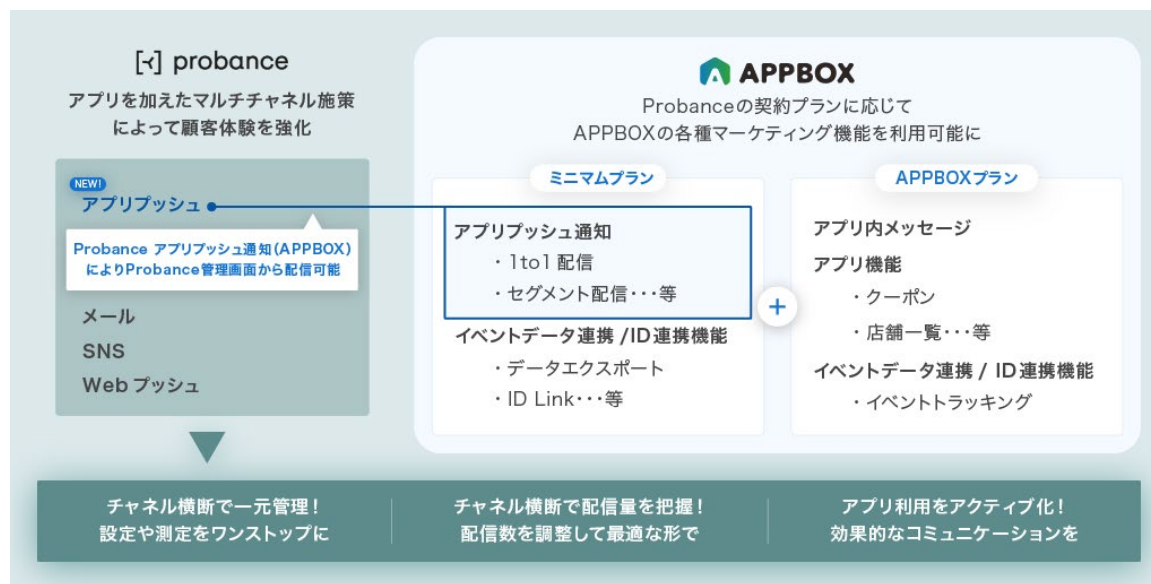 probance
アプリを加えたマルチチャネル施策
によって顧客体験を強化
NEW!
アプリプッシュ
Probance アプリプッシュ通知(APPBOX)
によりProbance管理画面から配信可能
メール
SNS
Web プッシュ
APPBOX
Probanceの契約プランに応じて
APPBOXの各種マーケティング機能を利用可能に
ミニマムプラン
アプリプッシュ通知
・1to1 配信
・セグメント配信・・・等
イベントデータ連携 /ID連携機能
・データエクスポート
・ID Link・・・等
+
APPBOXプラン
アプリ内メッセージ
アプリ機能
・クーポン
・店舗一覧・・・等
イベントデータ連携 / ID連携機能
・イベントトラッキング
チャネル横断で一元管理！
設定や測定をワンストップに
チャネル横断で配信量を把握！
配信数を調整して最適な形で
アプリ利用をアクティブ化！
効果的なコミュニケーションを